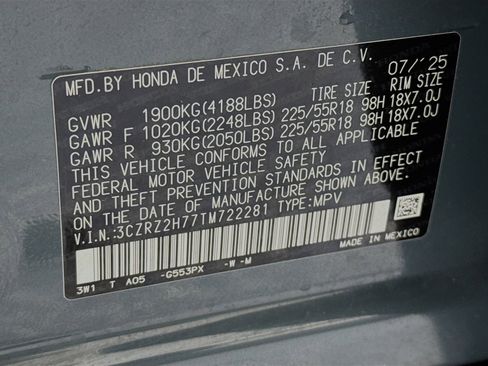 MFD.BY HONDA DE MEXICO S.A. DE C.V. 07/'25
TIRE SIZE RIM SIZE
GVWR 1900KG(4188LBS)
GAWR F 1020KG(2248LBS) 225/55R18 98H 18X7.0J
GAWR R 930KG(2050LBS) 225/55R18 98H 18X7.0J
THIS VEHICLE CONFORMS TO ALL APPLICABLE
FEDERAL MOTOR VEHICLE SAFETY
STANDARDS IN EFFECT ON THE
DATE OF MANUFACTURE SHOWN ABOVE.
V.I.N:3CZRZ2H77TM722281 TYPE:MPV
MADE IN MEXICO
3W1 T A05 -G553PX -W -M